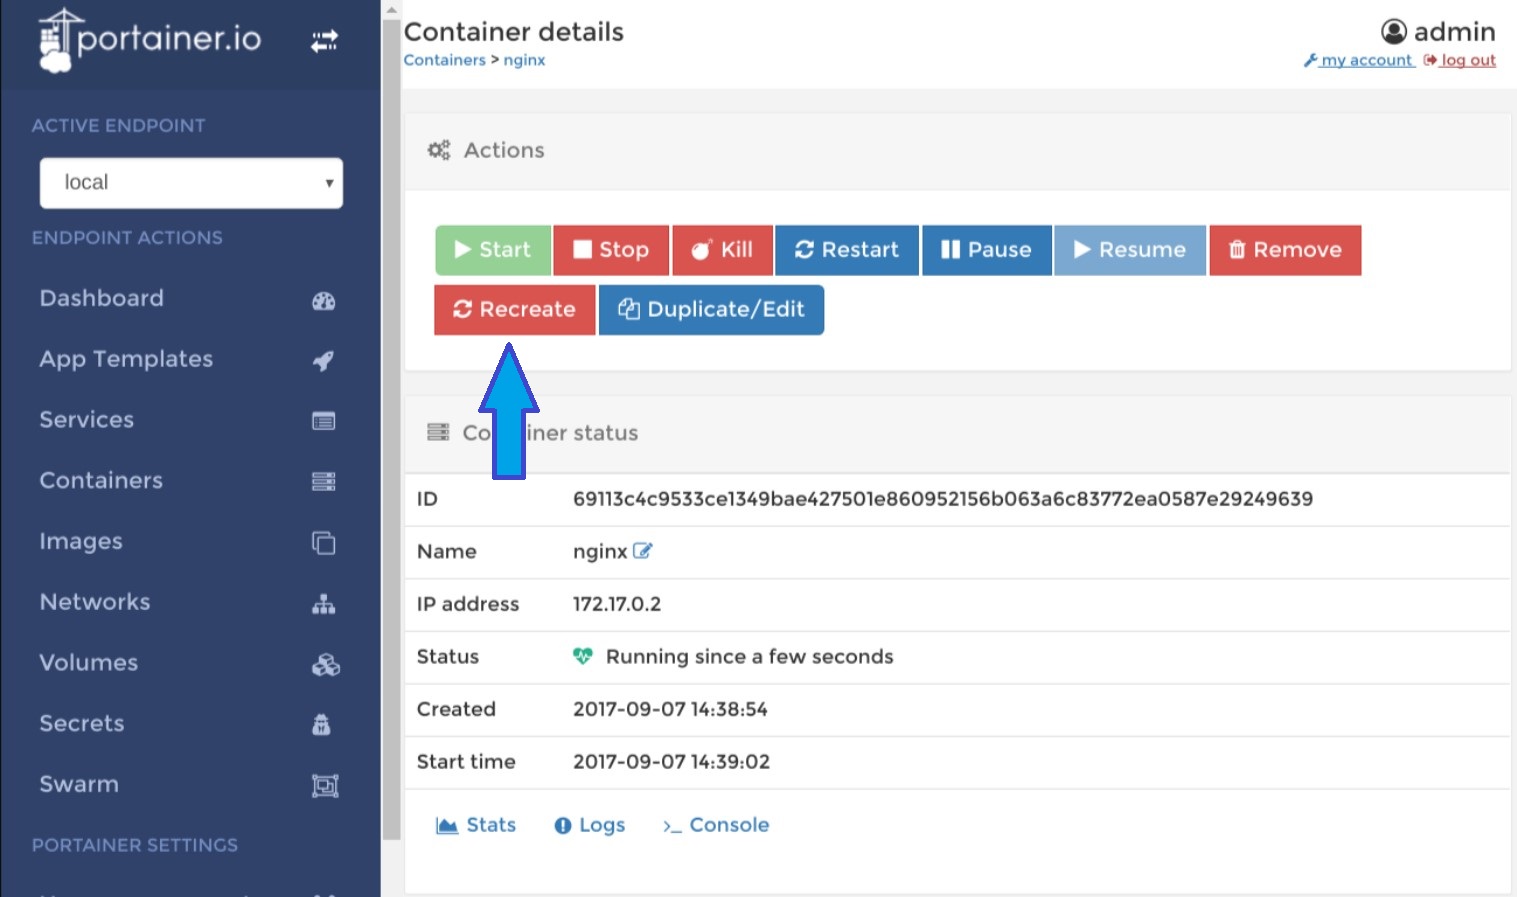 portainer.io
ACTIVE ENDPOINT
local
ENDPOINT ACTIONS
Dashboard
App Templates
Services
Containers
Images
Networks
Volumes
Secrets
Swarm
PORTAINER SETTINGS
Container details
Containers > nginx
admin
my account log out
Actions
Start Stop Kill Restart Pause Resume Remove
Recreate Duplicate/Edit
status
ID 69113c4c9533ce1349bae427501e860952156b063a6c83772ea0587e29249639
Name nginx
IP address 172.17.0.2
Status Running since a few seconds
Created 2017-09-07 14:38:54
Start time 2017-09-07 14:39:02
Stats Logs >_ Console